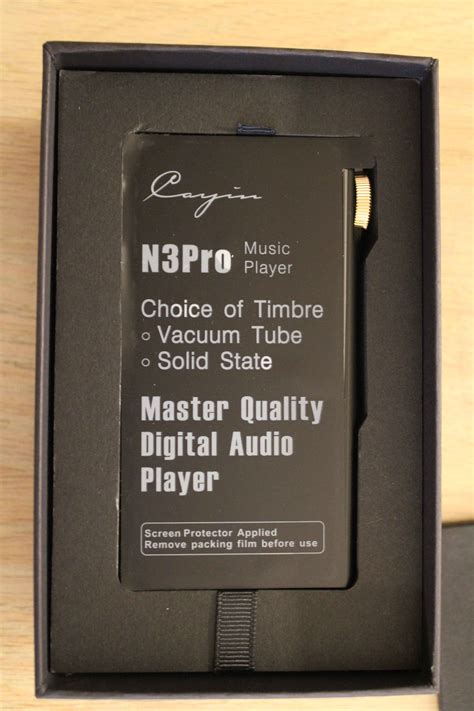 Cayin
N3Pro Music Player
Choice of Timbre
○ Vacuum Tube
○ Solid State
Master Quality
Digital Audio
Player
Screen Protector Applied
Remove packing film before use